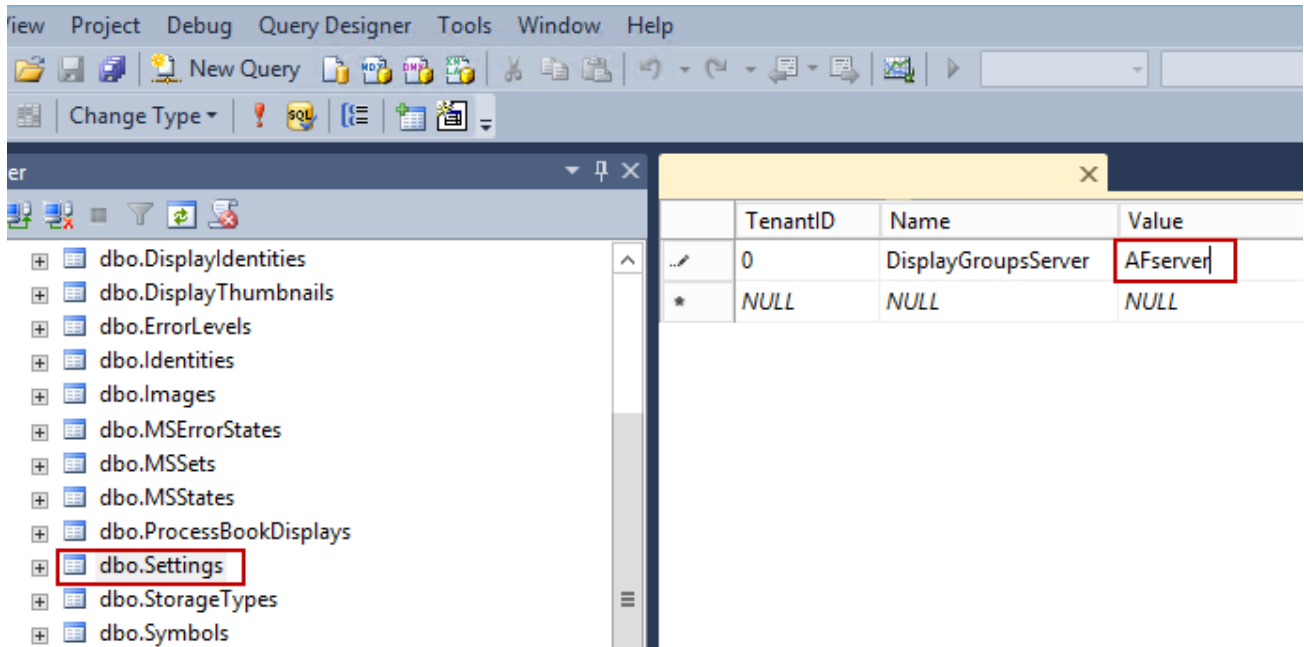 iew Project Debug Query Designer Tools Window Help
New Query
Change Type
er
dbo.DisplayIdentities
dbo.DisplayThumbnails
dbo.ErrorLevels
dbo.Identities
dbo.Images
dbo.MSErrorStates
dbo.MSSets
dbo.MSStates
dbo.ProcessBookDisplays
dbo.Settings
dbo.StorageTypes
dbo.Symbols
TenantID Name Value
0 DisplayGroupsServer AFserver
NULL NULL NULL